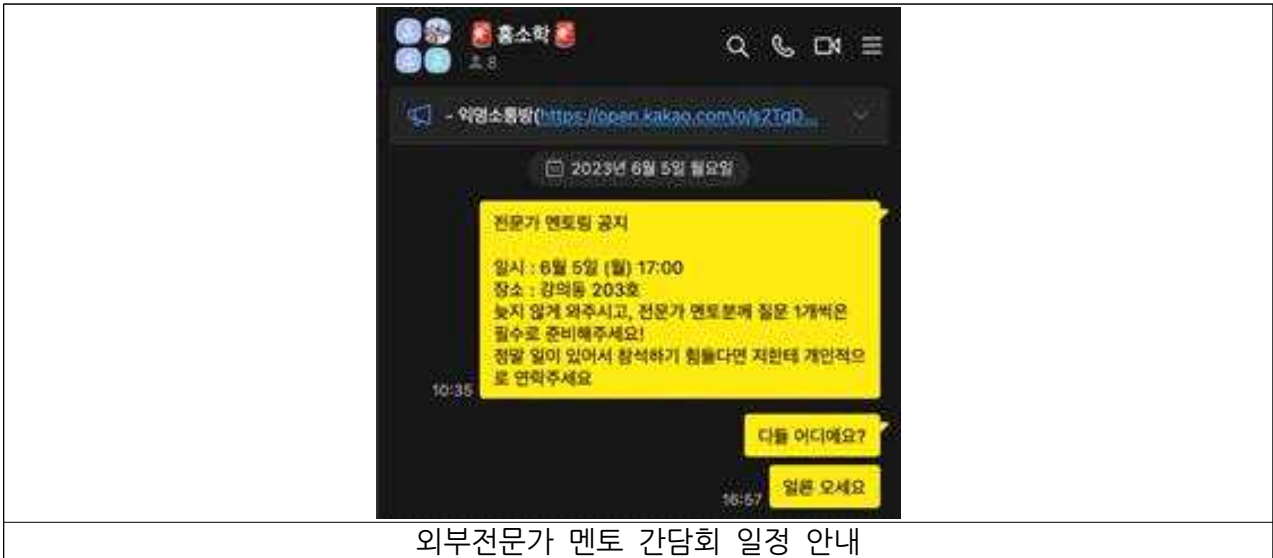 🚨홍소학🚨
8
- 익명소통방(https://open.kakao.com/o/s2TqD...
2023년 6월 5일 월요일
전문가 멘토링 공지
일시 : 6월 5일 (월) 17:00
장소 : 강의동 203호
늦지 않게 와주시고, 전문가 멘토분께 질문 1개씩은
필수로 준비해주세요!
정말 일이 있어서 참석하기 힘들다면 저한테 개인적으
로 연락주세요
10:35
다들 어디예요?
얼른 오세요
16:57
외부전문가 멘토 간담회 일정 안내